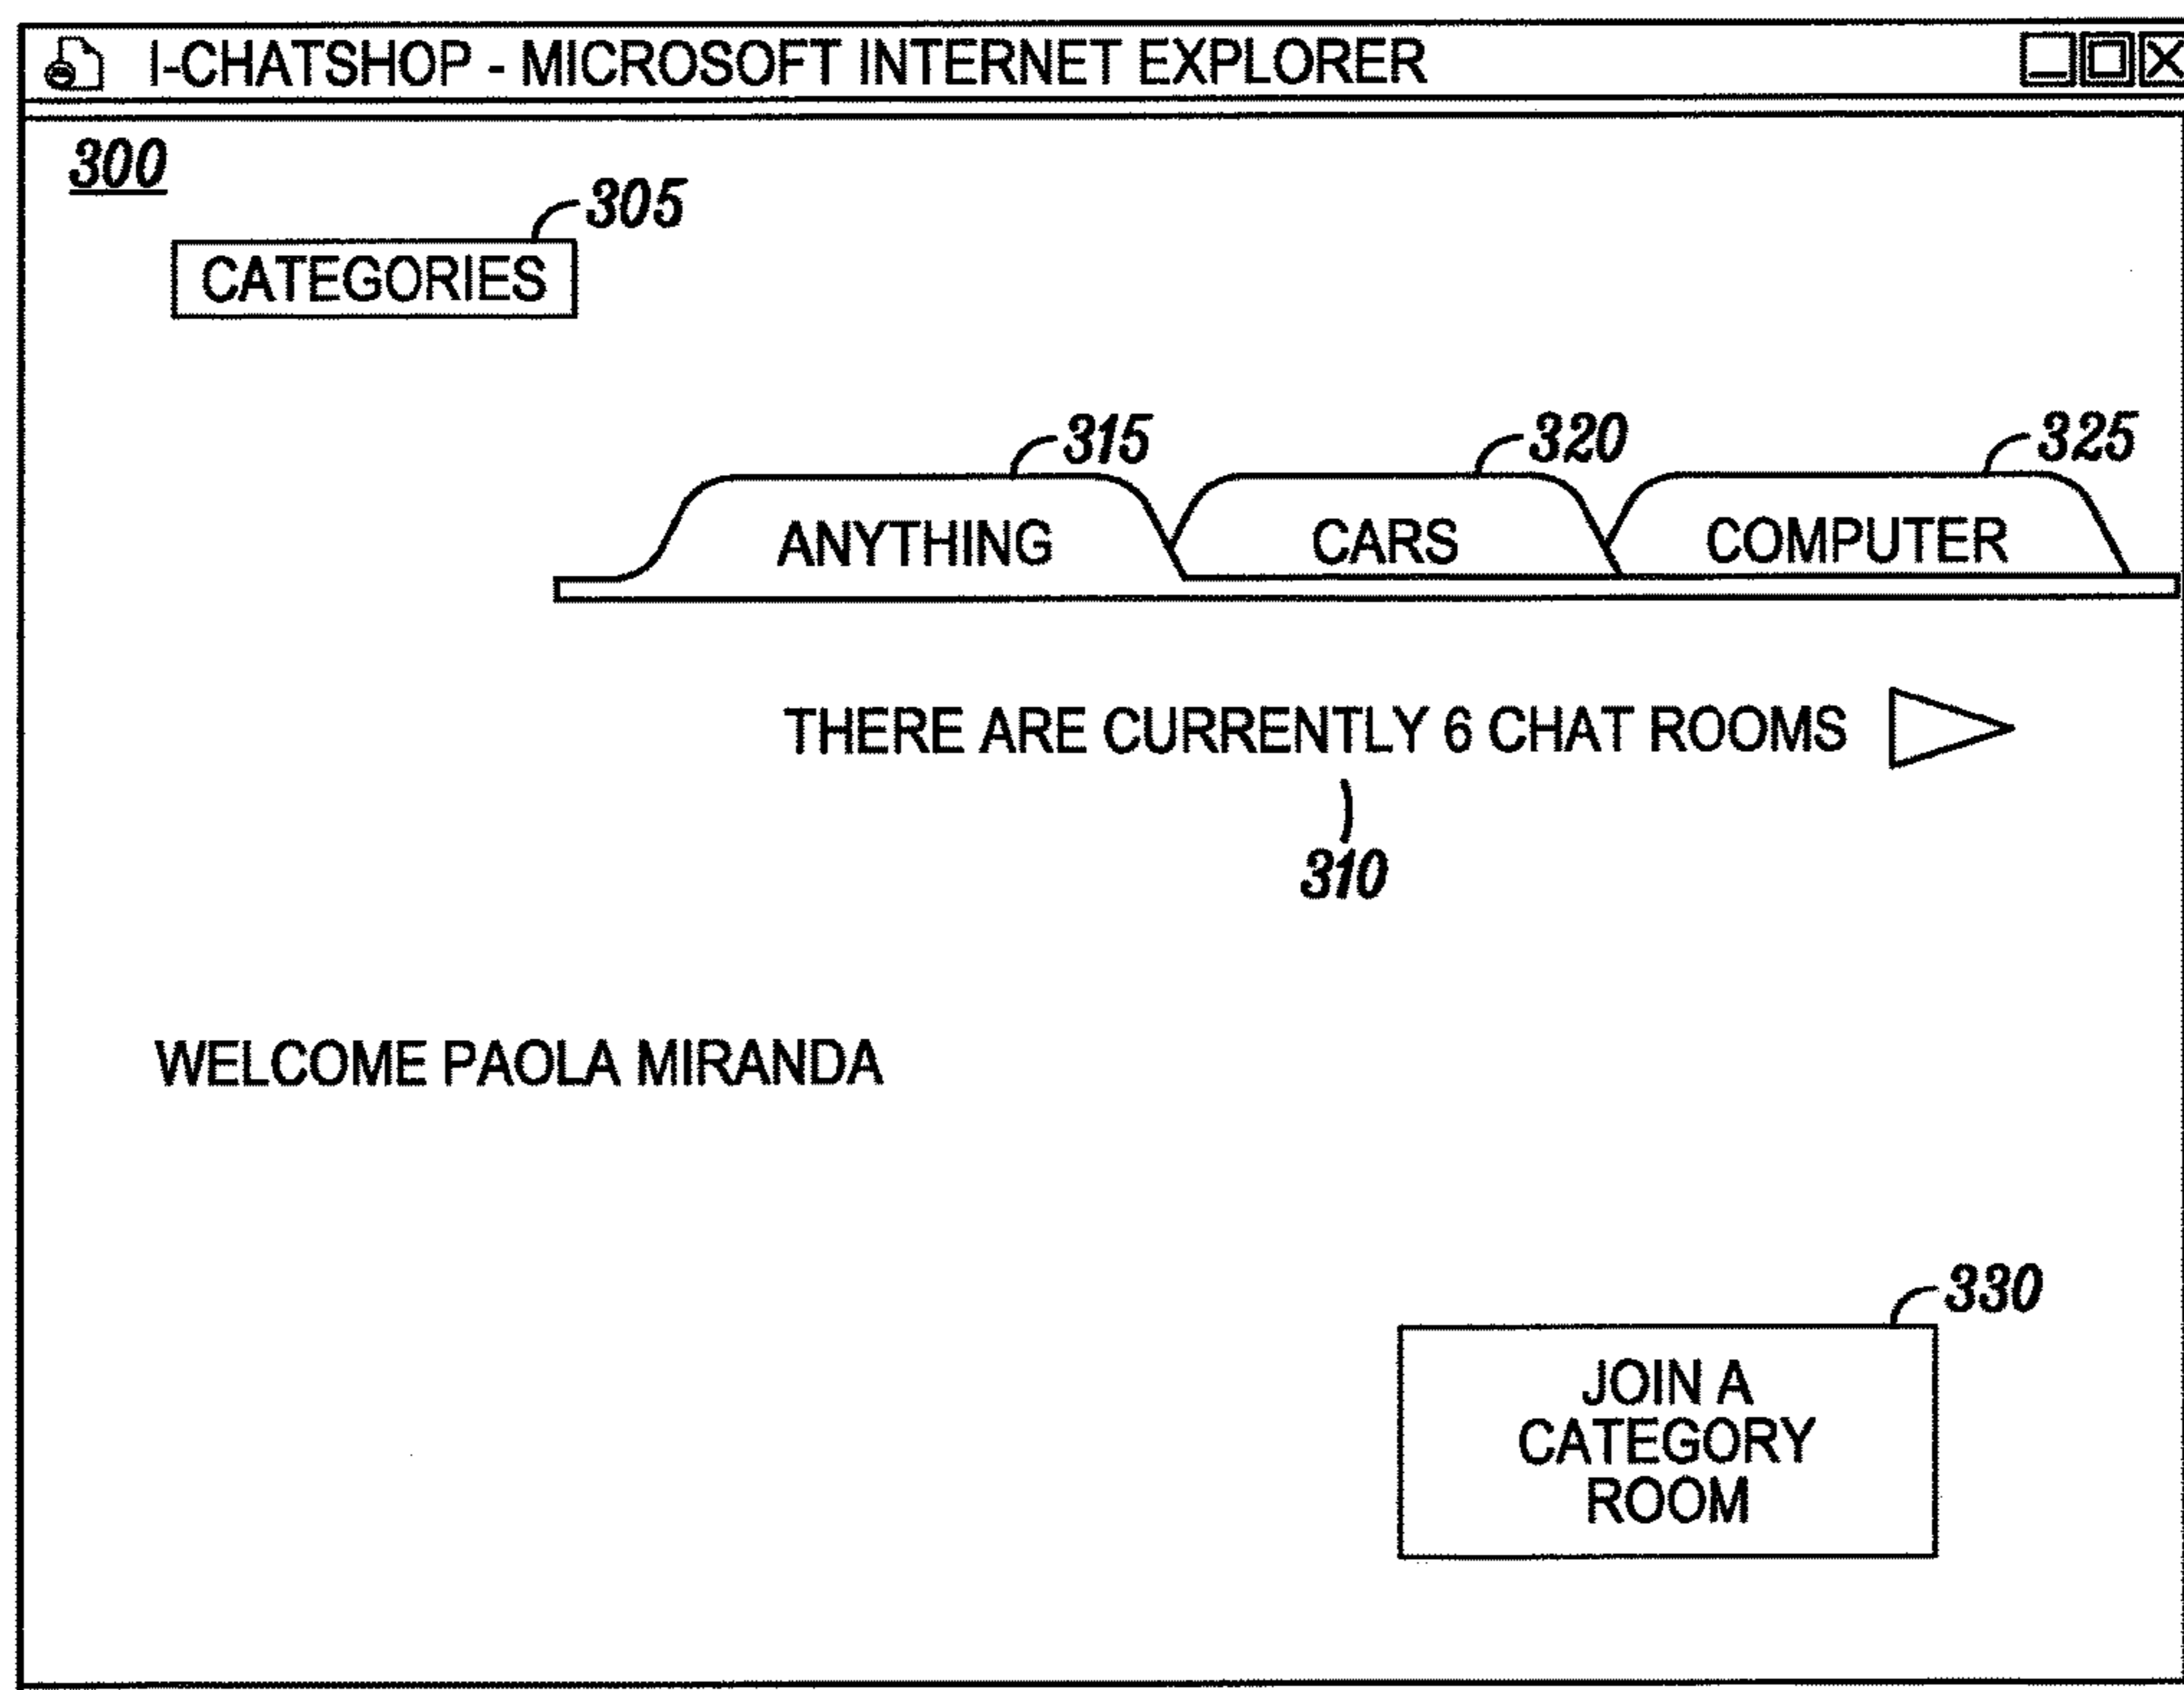 I-CHATSHOP - MICROSOFT INTERNET EXPLORER
300
305
CATEGORIES
315
320
325
ANYTHING
CARS
COMPUTER
THERE ARE CURRENTLY 6 CHAT ROOMS
310
WELCOME PAOLA MIRANDA
330
JOIN A
CATEGORY
ROOM